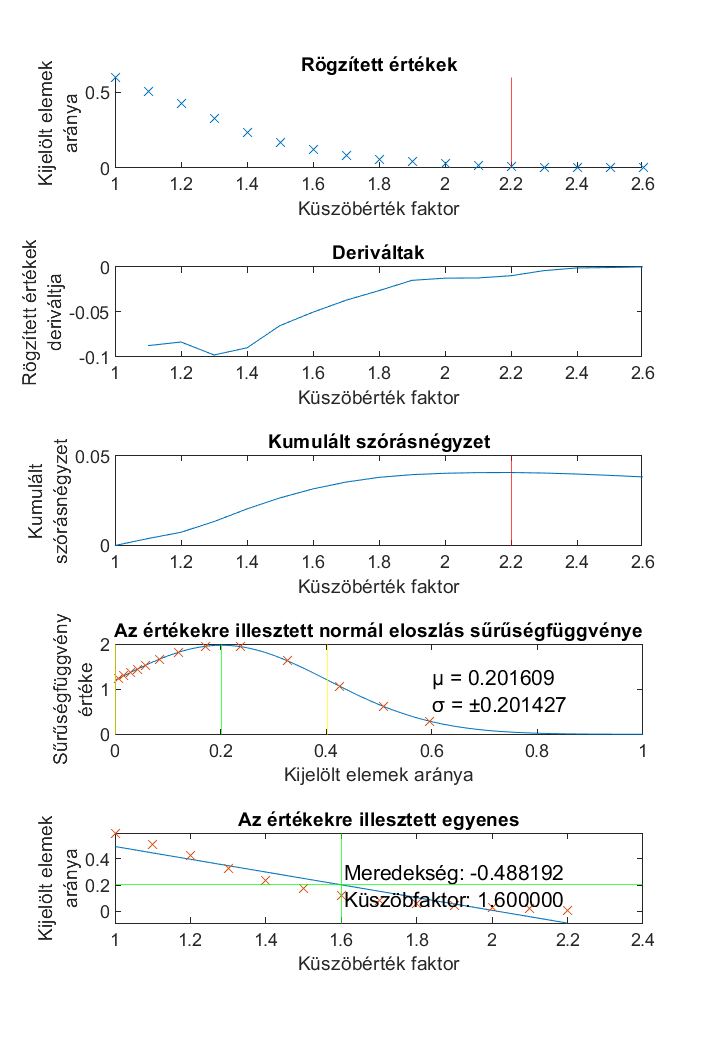 Rögzített értékek
Kijelölt elemek
aránya
0.5
0
1 1.2 1.4 1.6 1.8 2 2.2 2.4 2.6
Küszöbérték faktor
Deriváltak
Rögzített értékek
deriváltja
0
-0.05
-0.1
1 1.2 1.4 1.6 1.8 2 2.2 2.4 2.6
Küszöbérték faktor
Kumulált szórásnégyzet
Kumulált
szórásnégyzet
0.05
0
1 1.2 1.4 1.6 1.8 2 2.2 2.4 2.6
Küszöbérték faktor
Az értékekre illesztett normál eloszlás sűrűségfüggvénye
Sűrűségfüggvény
értéke
2
1
0
μ = 0.201609
σ = ±0.201427
0 0.2 0.4 0.6 0.8 1
Kijelölt elemek aránya
Az értékekre illesztett egyenes
Kijelölt elemek
aránya
0.4
0.2
0
Meredekség: -0.488192
Küszöbfaktor: 1.600000
1 1.2 1.4 1.6 1.8 2 2.2 2.4
Küszöbérték faktor